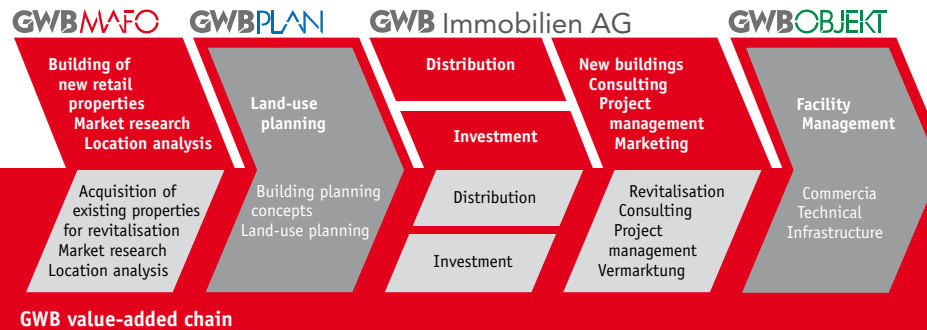 GWBMAFO
GWBPLAN
GWB Immobilien AG
GWBOBJEKT
Building of
new retail
properties
Market research
Location analysis
Land-use
planning
Distribution
Investment
New buildings
Consulting
Project
management
Marketing
Facility
Management
Acquisition of
existing properties
for revitalisation
Market research
Location analysis
Building planning
concepts
Land-use planning
Distribution
Investment
Revitalisation
Consulting
Project
management
Vermarktung
Commercia
Technical
Infrastructure
GWB value-added chain